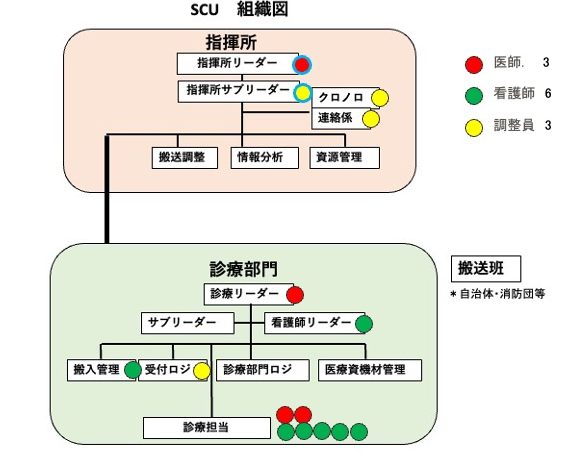 SCU 組織図
指揮所
指揮所リーダー
指揮所サブリーダー
クロノロ
連絡係
搬送調整
情報分析
資源管理
医師. 3
看護師 6
調整員 3
診療部門
診療リーダー
サブリーダー
看護師リーダー
搬入管理
受付ロジ
診療部門ロジ
医療資機材管理
診療担当
搬送班
*自治体・消防団等